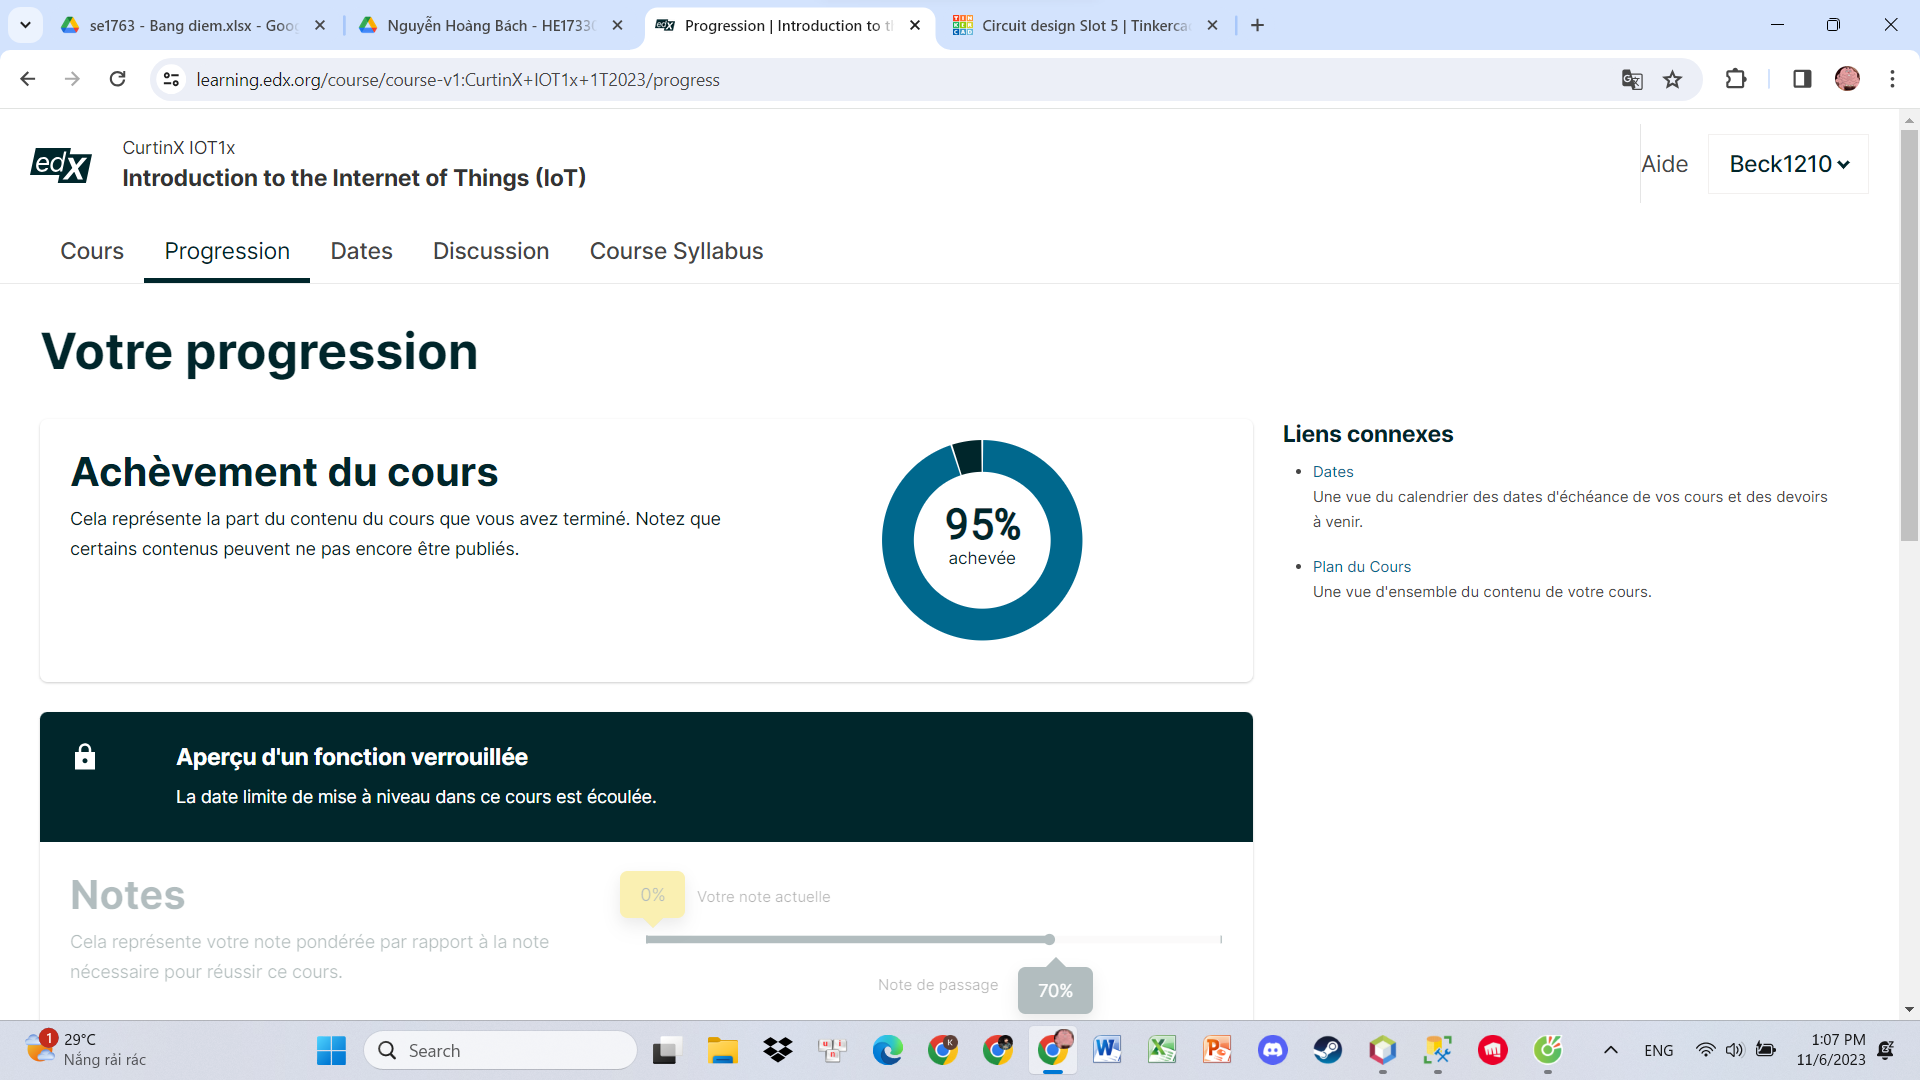 se1763 - Bang diem.xlsx - Goo
Nguyễn Hoàng Bách - HE1733
Progression | Introduction to t
Circuit design Slot 5 | Tinkerca
learning.edx.org/course/course-v1:CurtinX+IOT1x+1T2023/progress
edX
CurtinX IOT1x
Introduction to the Internet of Things (IoT)
Aide
Beck1210
Cours
Progression
Dates
Discussion
Course Syllabus
Votre progression
Achèvement du cours
Cela représente la part du contenu du cours que vous avez terminé. Notez que
certains contenus peuvent ne pas encore être publiés.
95%
achevée
Liens connexes
Dates
Une vue du calendrier des dates d'échéance de vos cours et des devoirs
à venir.
Plan du Cours
Une vue d'ensemble du contenu de votre cours.
Aperçu d'un fonction verrouillée
La date limite de mise à niveau dans ce cours est écoulée.
Notes
Cela représente votre note pondérée par rapport à la note
nécessaire pour réussir ce cours.
0%
Votre note actuelle
Note de passage
70%
1
29°C
Nắng rải rác
Search
K
ENG
1:07 PM
11/6/2023